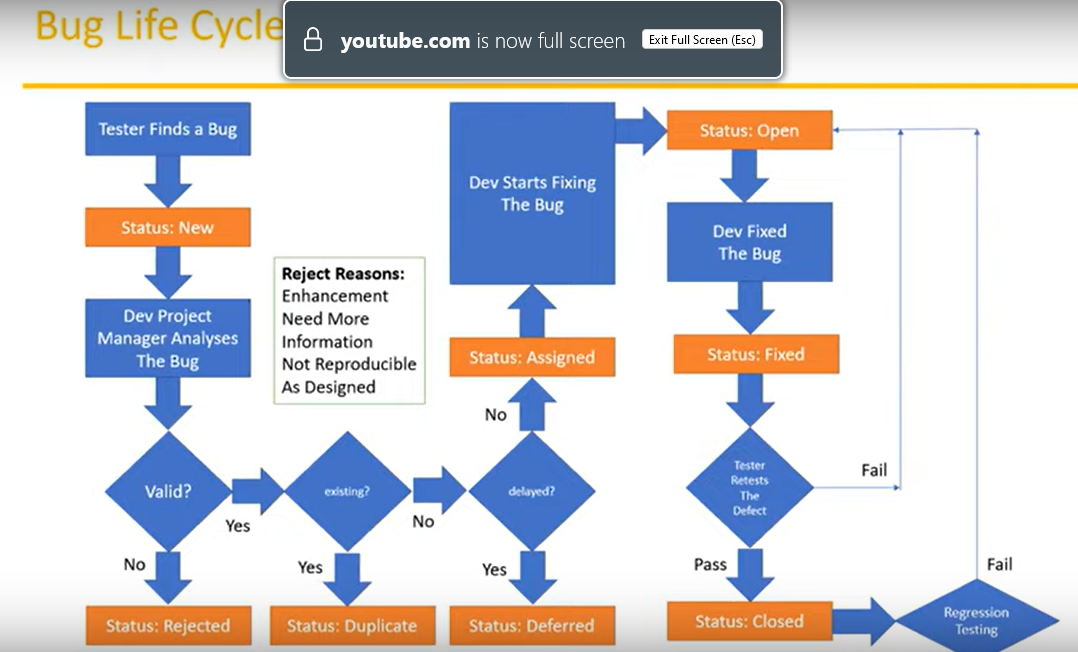 Bug Life Cycle
youtube.com is now full screen
Exit Full Screen (Esc)
Tester Finds a Bug
Status: New
Dev Project
Manager Analyses
The Bug
Valid?
Yes
No
Status: Rejected
Reject Reasons:
Enhancement
Need More
Information
Not Reproducible
As Designed
existing?
No
Yes
Status: Duplicate
delayed?
Yes
Status: Deferred
No
Status: Assigned
Dev Starts Fixing
The Bug
Status: Open
Dev Fixed
The Bug
Status: Fixed
Tester
Retests
The
Defect
Fail
Pass
Status: Closed
Regression
Testing
Fail